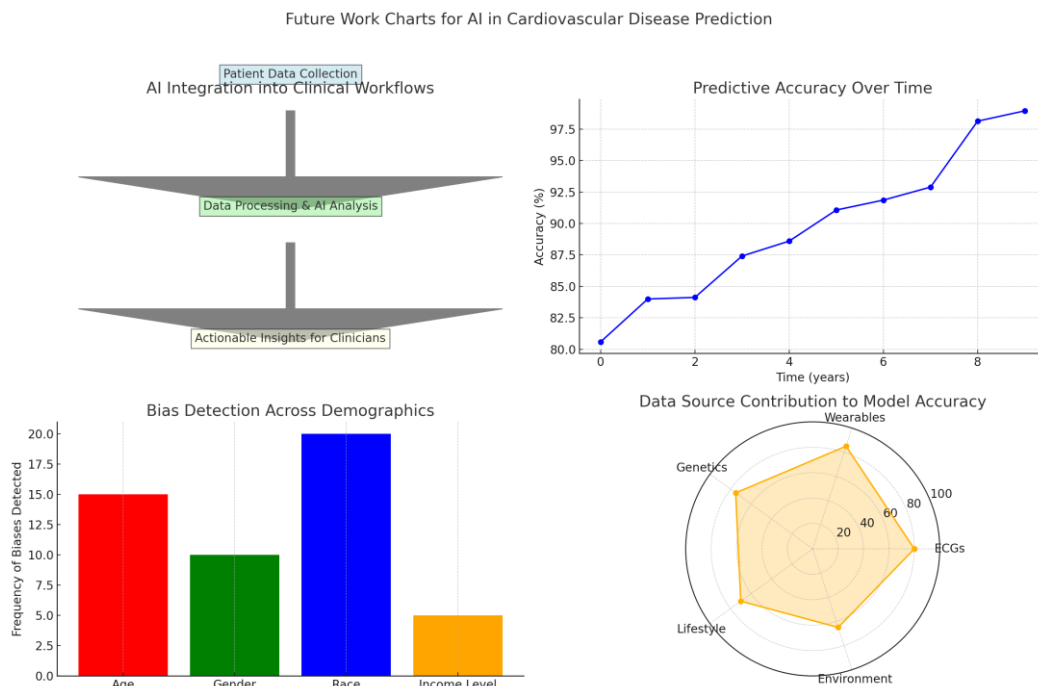 Future Work Charts for AI in Cardiovascular Disease Prediction
Patient Data Collection
AI Integration into Clinical Workflows
Data Processing & AI Analysis
Actionable Insights for Clinicians
Predictive Accuracy Over Time
Accuracy (%)
97.5
95.0
92.5
90.0
87.5
85.0
82.5
80.0
0 2 4 6 8
Time (years)
Bias Detection Across Demographics
Frequency of Biases Detected
20.0
17.5
15.0
12.5
10.0
7.5
5.0
2.5
0.0
Age Gender Race Income Level
Data Source Contribution to Model Accuracy
Wearables
Genetics
100
80
60
40
20
ECGs
Lifestyle
Environment